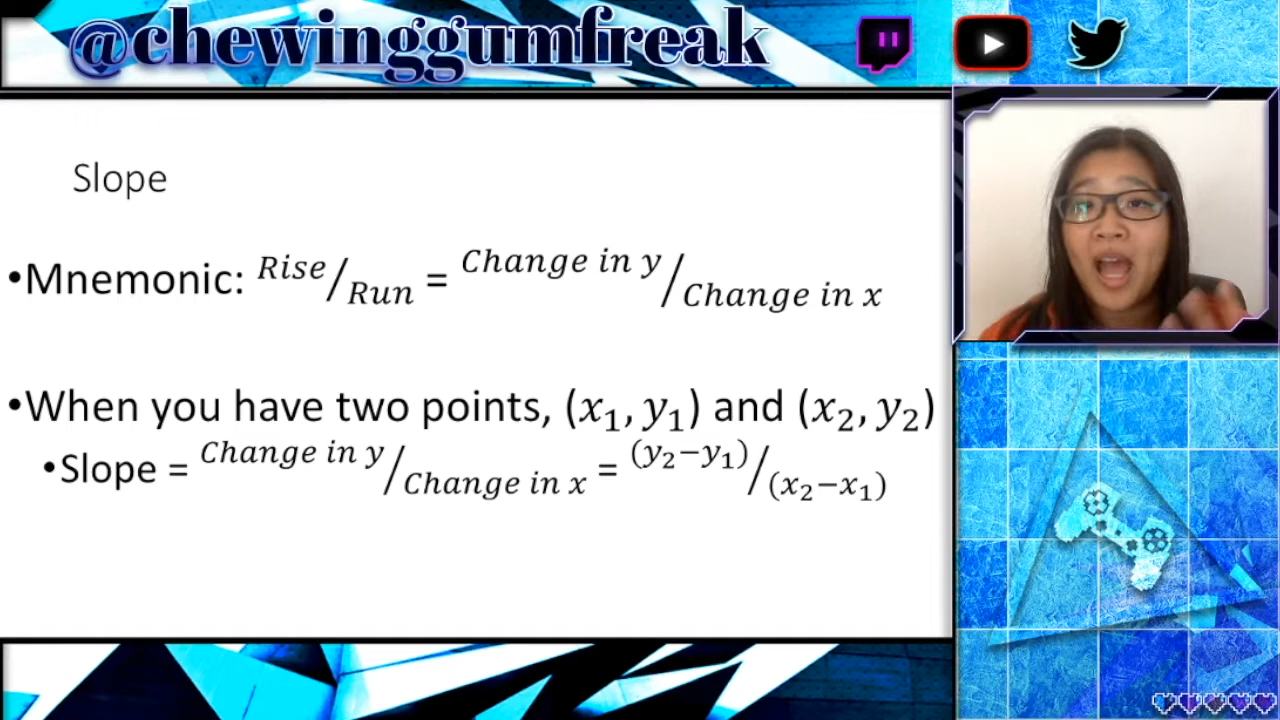 @chewinggumfreak
Slope
•Mnemonic: Rise/Run = Change in y/Change in x
•When you have two points, (x₁, y₁) and (x₂, y₂)
•Slope = Change in y/Change in x = (y₂−y₁)/(x₂−x₁)